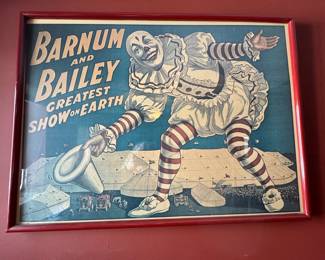 BARNUM
AND
BAILEY
GREATEST
SHOW ON EARTH